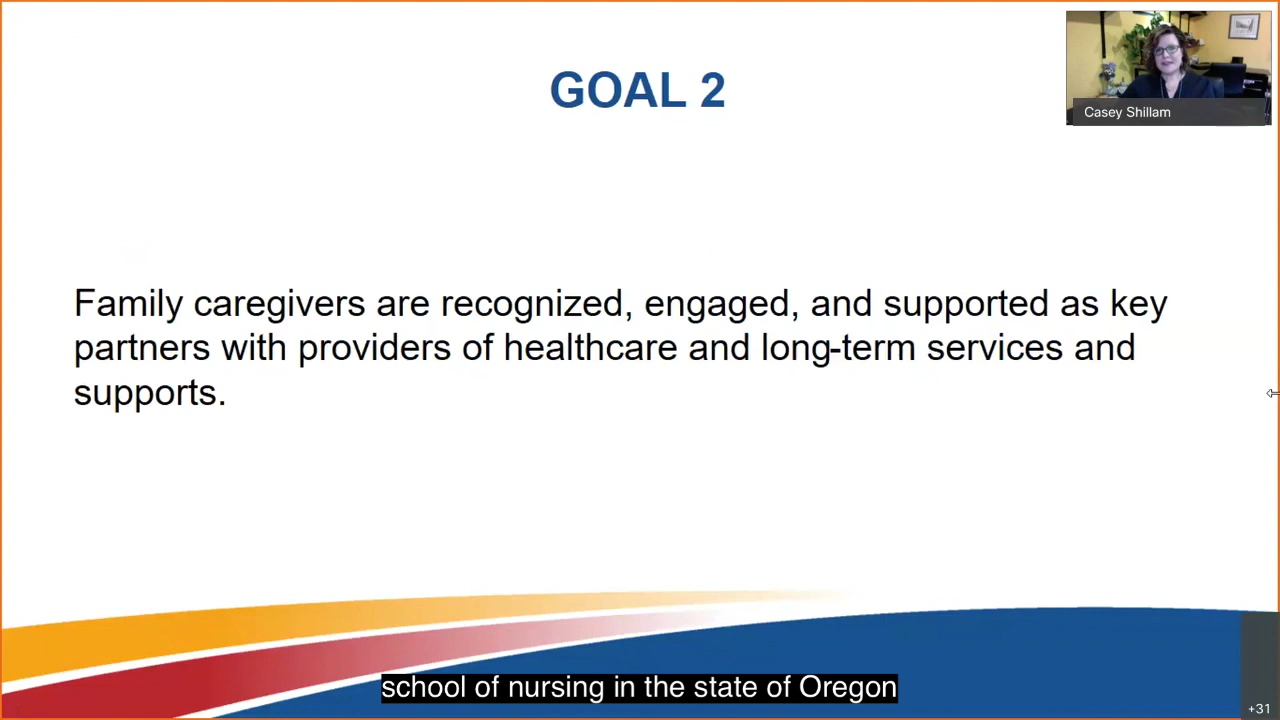 GOAL 2
Casey Shillam
Family caregivers are recognized, engaged, and supported as key
partners with providers of healthcare and long-term services and
supports.
school of nursing in the state of Oregon
+31